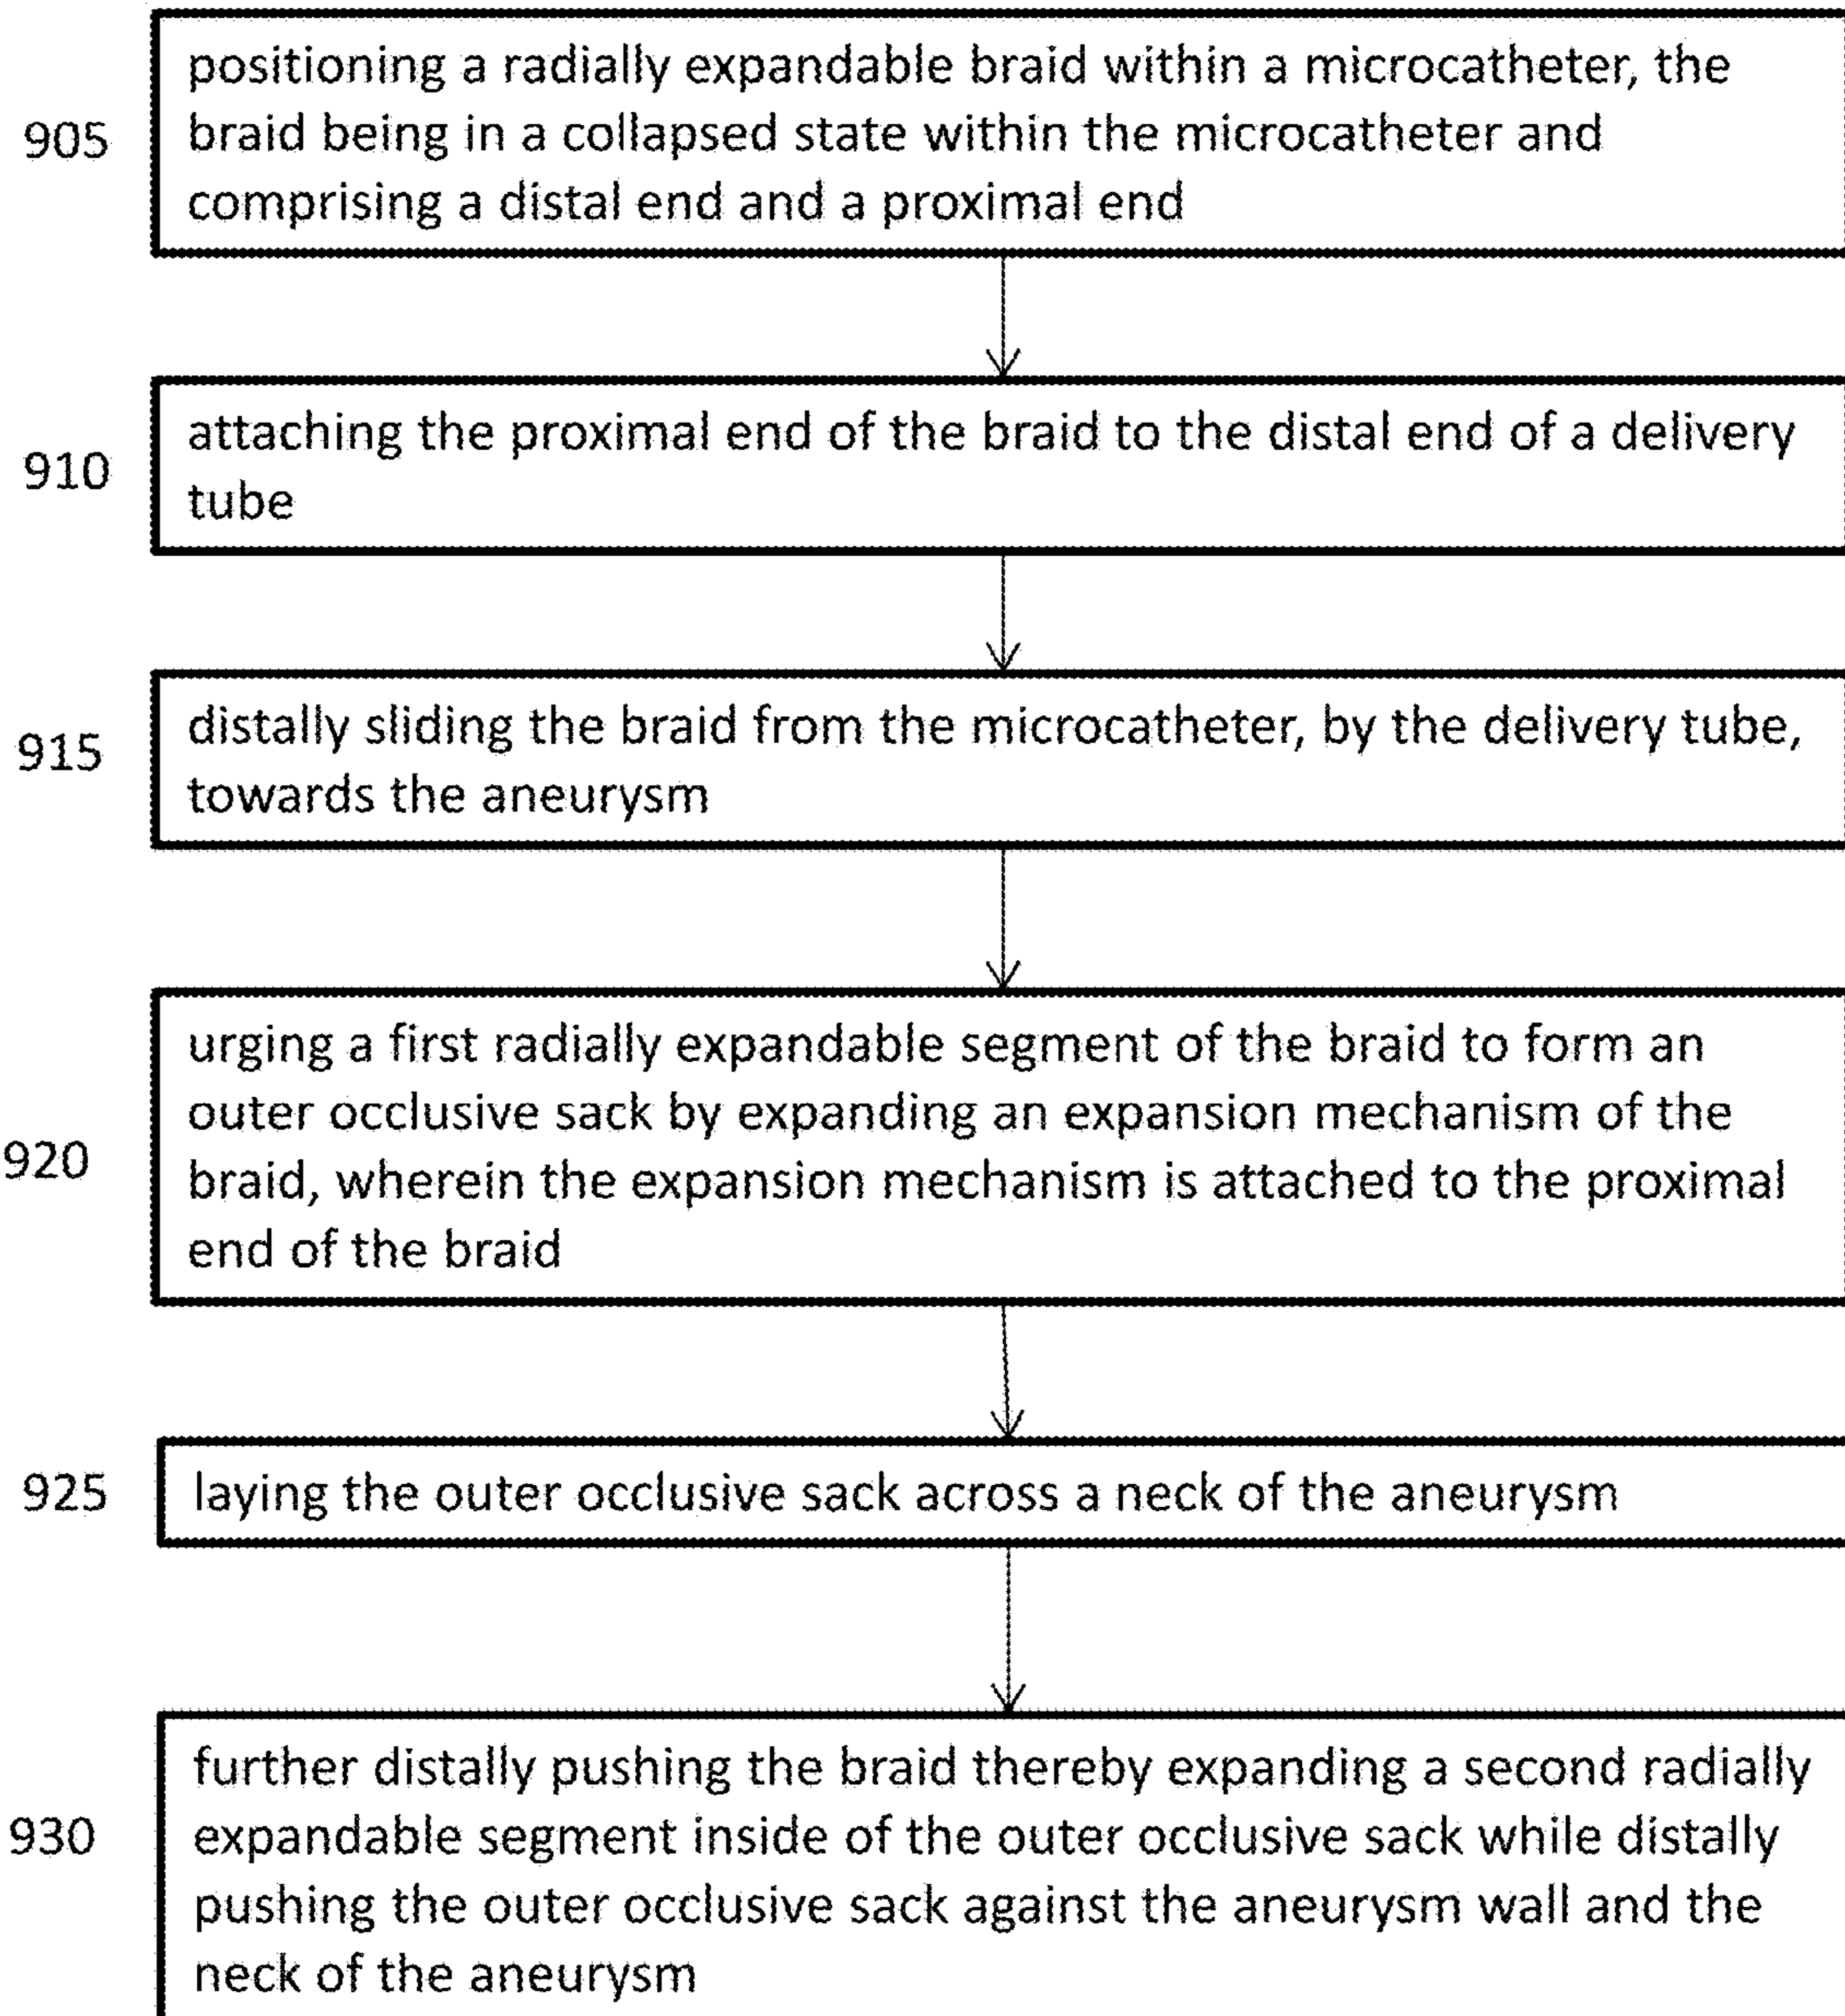 905
positioning a radially expandable braid within a microcatheter, the
braid being in a collapsed state within the microcatheter and
comprising a distal end and a proximal end
910
attaching the proximal end of the braid to the distal end of a delivery
tube
915
distally sliding the braid from the microcatheter, by the delivery tube,
towards the aneurysm
920
urging a first radially expandable segment of the braid to form an
outer occlusive sack by expanding an expansion mechanism of the
braid, wherein the expansion mechanism is attached to the proximal
end of the braid
925
laying the outer occlusive sack across a neck of the aneurysm
930
further distally pushing the braid thereby expanding a second radially
expandable segment inside of the outer occlusive sack while distally
pushing the outer occlusive sack against the aneurysm wall and the
neck of the aneurysm